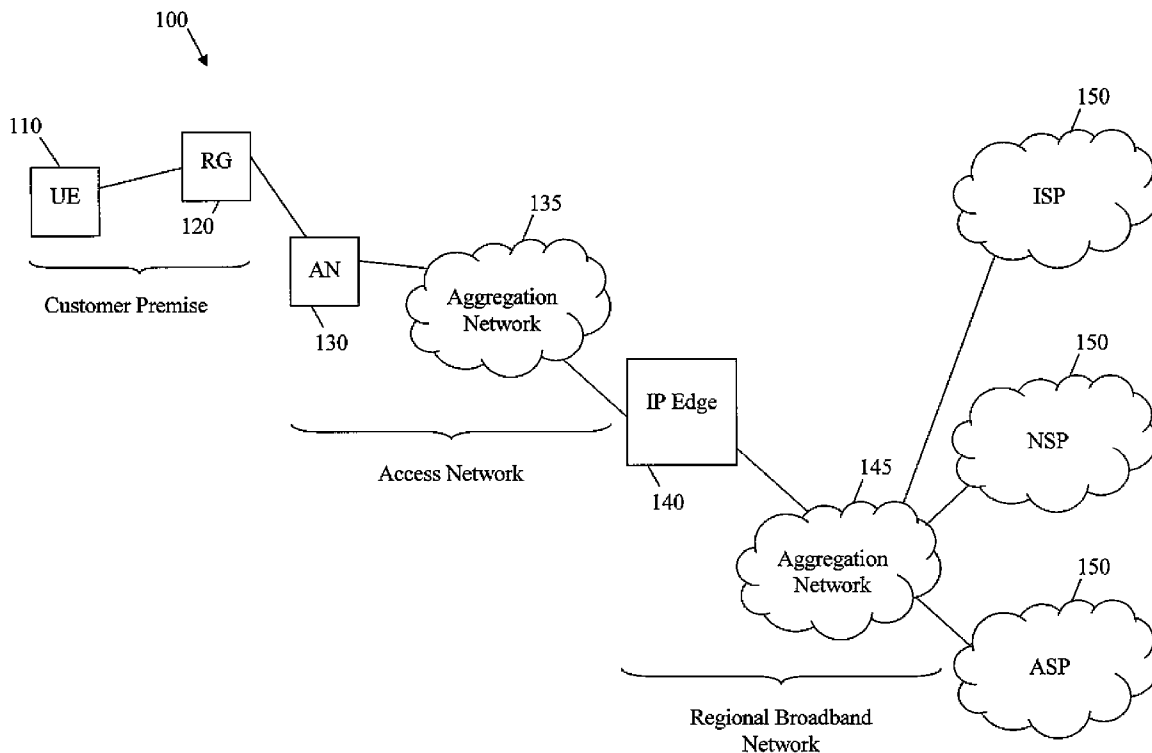 100
150
110
ISP
RG
UE
120
135
AN
Customer Premise
Aggregation
Network
130
150
IP Edge
NSP
Access Network
145
140
Aggregation
Network
150
ASP
Regional Broadband
Network